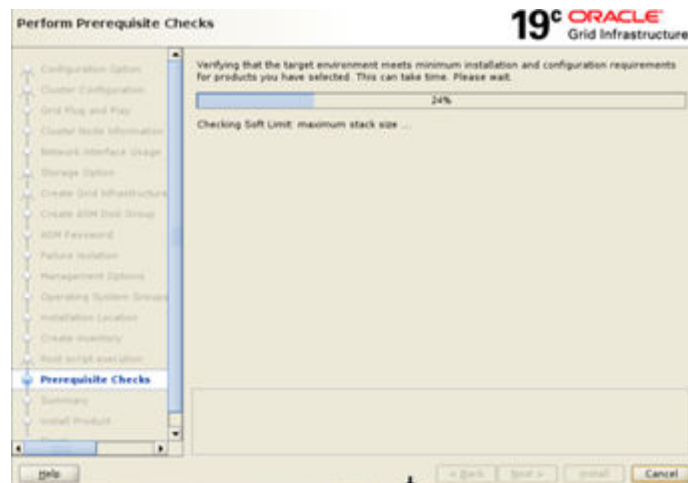 Perform Prerequisite Checks
19c ORACLE
Grid Infrastructure
Configuration Option
Cluster Configuration
Grid Plug and Play
Cluster Node Information
Network Interface Usage
Storage Option
Create Grid Infrastructure
Create ASM Disk Group
ASM Password
Failure Isolation
Management Options
Operating System Groups
Installation Location
Create Inventory
Root script execution
Prerequisite Checks
Summary
Install Product
Verifying that the target environment meets minimum installation and configuration requirements
for products you have selected. This can take time. Please wait.
24%
Checking Soft Limit: maximum stack size ...
Help
< Back
Next >
Install
Cancel